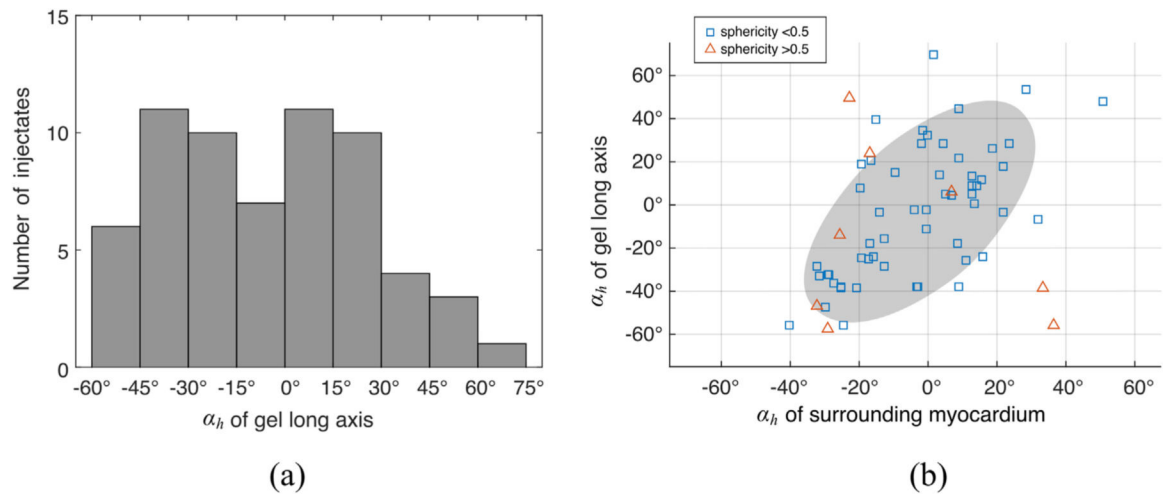 15
10
5
0
Number of injectates
-60° -45° -30° -15° 0° 15° 30° 45° 60° 75°
αh of gel long axis
(a)
sphericity <0.5
sphericity >0.5
60°
40°
20°
0°
-20°
-40°
-60°
αh of gel long axis
-60° -40° -20° 0° 20° 40° 60°
αh of surrounding myocardium
(b)